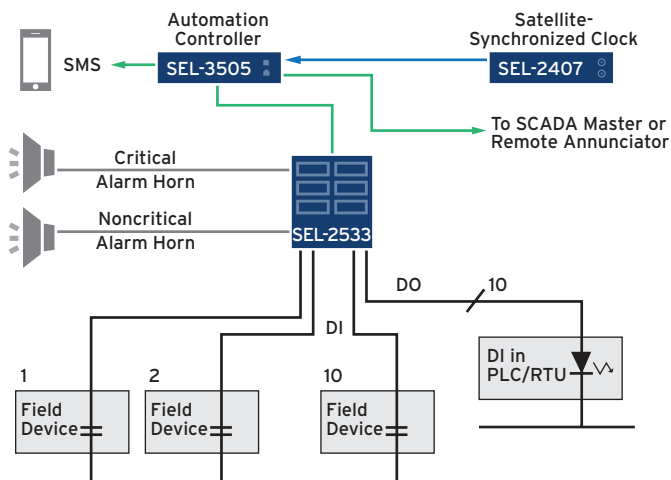 Automation
Controller
Satellite-
Synchronized Clock
SMS
SEL-3505
SEL-2407
To SCADA Master or
Remote Annunciator
Critical
Alarm Horn
Noncritical
Alarm Horn
SEL-2533
DO
10
DI
DI in
PLC/RTU
1
2
10
Field
Device
Field
Device
Field
Device